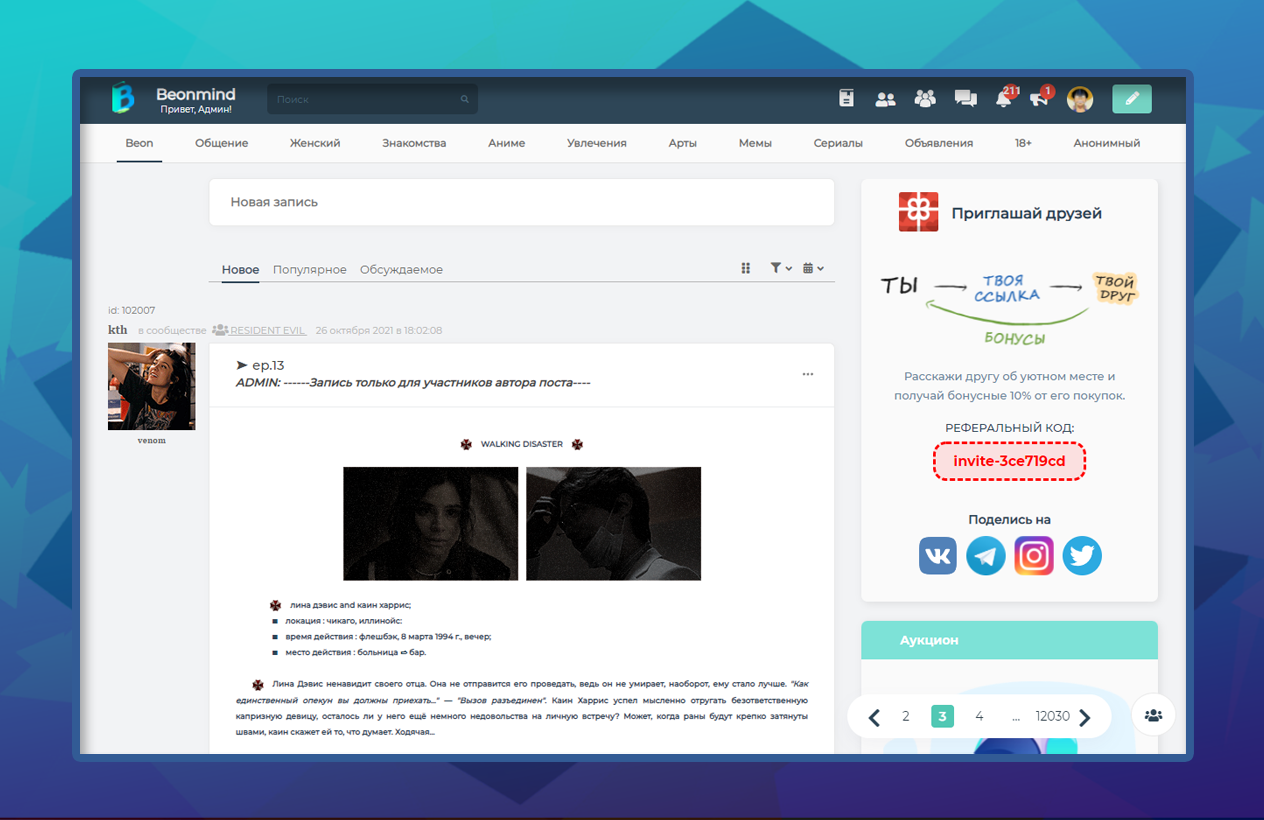 Beonmind
Привет, Админ!
Поиск
211
1
Beon
Общение
Женский
Знакомства
Аниме
Увлечения
Арты
Мемы
Сериалы
Объявления
18+
Анонимный
Новая запись
Новое
Популярное
Обсуждаемое
id: 102007
kth в сообществе RESIDENT EVIL 26 октября 2021 в 18:02:08
venom
➤ ep.13
ADMIN: ------Запись только для участников автора поста----
...
WALKING DISASTER
лина дэвис and каин харрис;
локация : чикаго, иллинойс:
время действия : флешбэк, 8 марта 1994 г., вечер;
место действия : больница ⇨ бар.
Лина Дэвис ненавидит своего отца. Она не отправится его проведать, ведь он не умирает, наоборот, ему стало лучше. "Как
единственный опекун вы должны приехать..." — "Вызов разъединен". Каин Харрис успел мысленно отругать безответственную
капризную девицу, осталось ли у него ещё немного недовольства на личную встречу? Может, когда раны будут крепко затянуты
швами, каин скажет ей то, что думает. Ходячая...
Приглашай друзей
ТЫ
ТВОЯ
ССЫЛКА
ТВОЙ
ДРУГ
БОНУСЫ
Расскажи другу об уютном месте и
получай бонусные 10% от его покупок.
РЕФЕРАЛЬНЫЙ КОД:
invite-3ce719cd
Поделись на
Аукцион
2 3 4 ... 12030